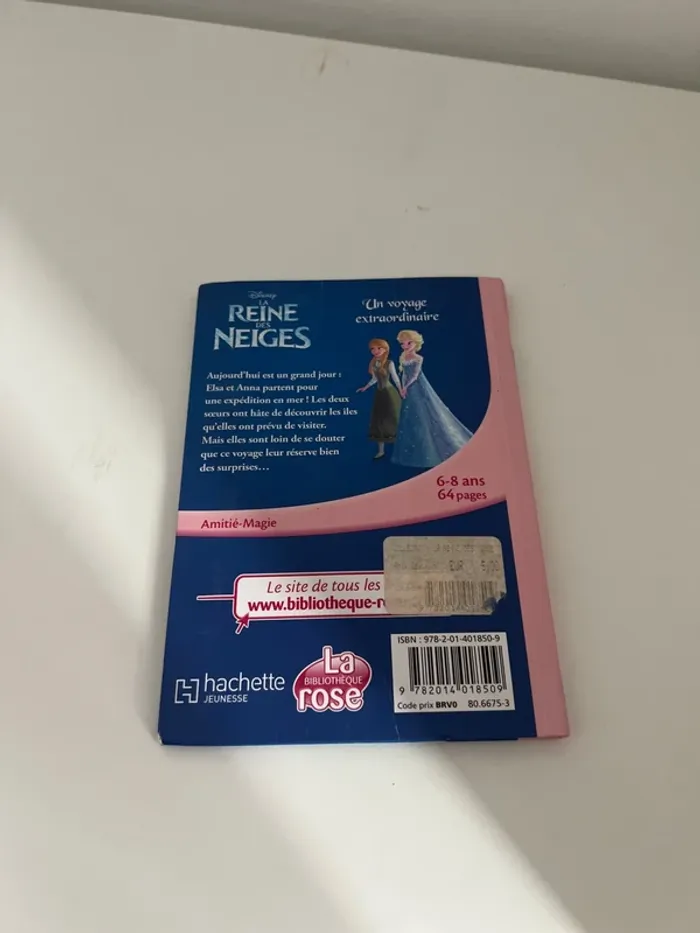 Disney
LA
REINE
DES
NEIGES
Un voyage
extraordinaire
Aujourd'hui est un grand jour :
Elsa et Anna partent pour
une expédition en mer ! Les deux
sœurs ont hâte de découvrir les îles
qu'elles ont prévu de visiter.
Mais elles sont loin de se douter
que ce voyage leur réserve bien
des surprises…
6-8 ans
64 pages
Amitié-Magie
EUR
Le site de tous les
www.bibliotheque-r
ISBN : 978-2-01-401850-9
9 782014 018509
Code prix BRV0 80.6675-3
hachette
JEUNESSE
La
BIBLIOTHÈQUE
rose